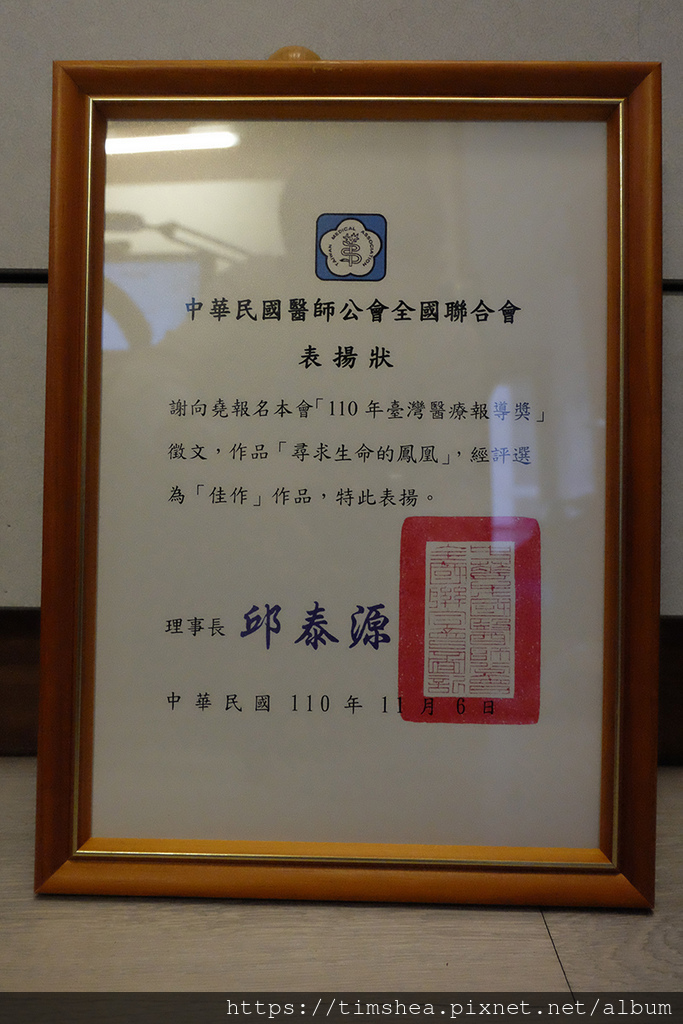 TAIWAN MEDICAL ASSOCIATION
中華民國醫師公會全國聯合會
表揚狀
謝向堯報名本會「110年臺灣醫療報導獎」
徵文，作品「尋求生命的鳳凰」，經評選
為「佳作」作品，特此表揚。
理事長 邱泰源
中華民國 110 年 11 月 6 日
https://timshea.pixnet.net/album